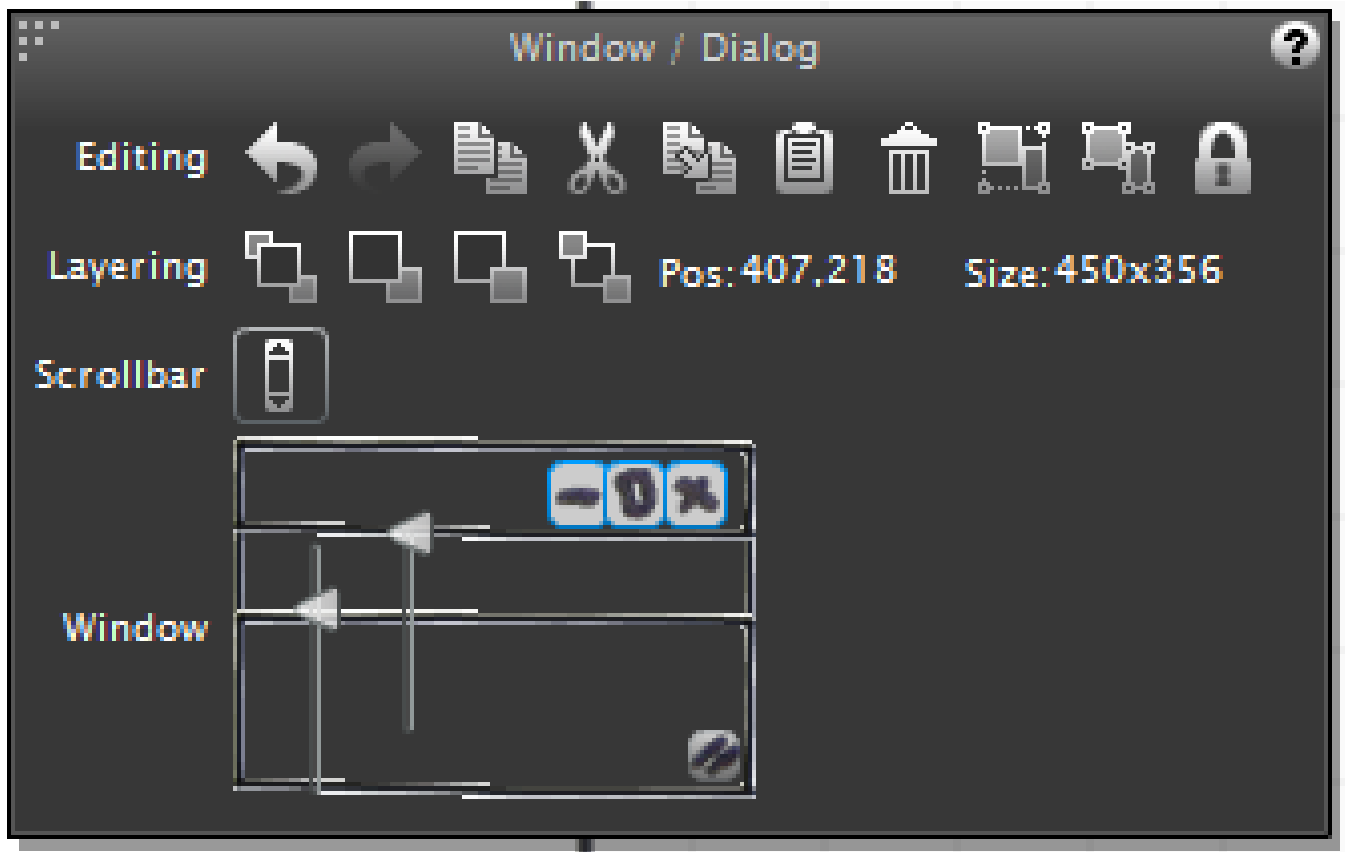 Window / Dialog
?
Editing
Layering Pos: 407,218 Size: 450x356
Scrollbar
Window